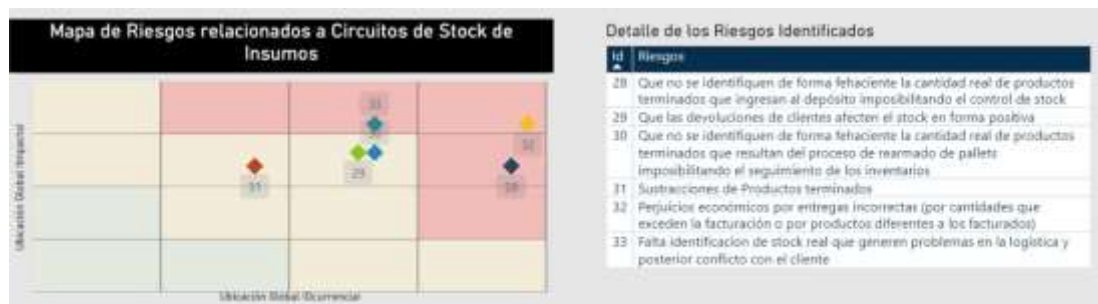 Mapa de Riesgos relacionados a Circuitos de Stock de
Insumos
Ubicación Global (Impacto)
33
32
29
31
Ubicación Global (Ocurrencia)
Detalle de los Riesgos Identificados
Id Riesgos
28 Que no se identifiquen de forma fehaciente la cantidad real de productos
terminados que ingresan al depósito imposibilitando el control de stock
29 Que las devoluciones de clientes afecten el stock en forma positiva
30 Que no se identifiquen de forma fehaciente la cantidad real de productos
terminados que resultan del proceso de rearmado de pallets
imposibilitando el seguimiento de los inventarios
31 Sustracciones de Productos terminados
32 Perjuicios económicos por entregas incorrectas (por cantidades que
exceden la facturación o por productos diferentes a los facturados)
33 Falta identificacion de stock real que generen problemas en la logística y
posterior conflicto con el cliente